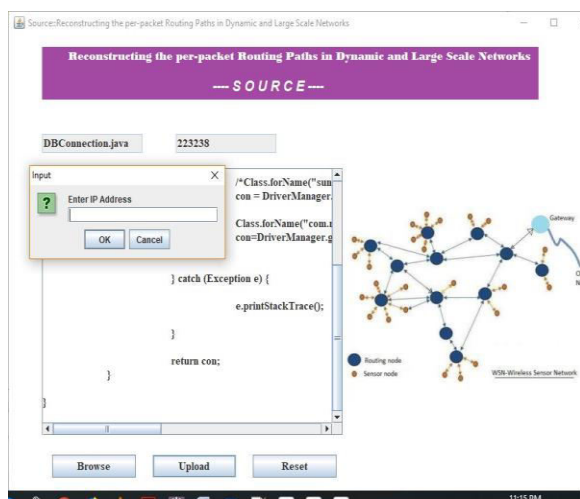 Source:Reconstructing the per-packet Routing Paths in Dynamic and Large Scale Networks
Reconstructing the per-packet Routing Paths in Dynamic and Large Scale Networks
---- S O U R C E ----
DBConnection.java 223238
Input
Enter IP Address
OK Cancel
/*Class.forName("sun
con = DriverManager.
Class.forName("com.
con=DriverManager.g
} catch (Exception e) {
e.printStackTrace();
}
return con;
}
}
Gateway
Routing node
Sensor node
WSN-Wireless Sensor Network
Browse Upload Reset
11:15 PM